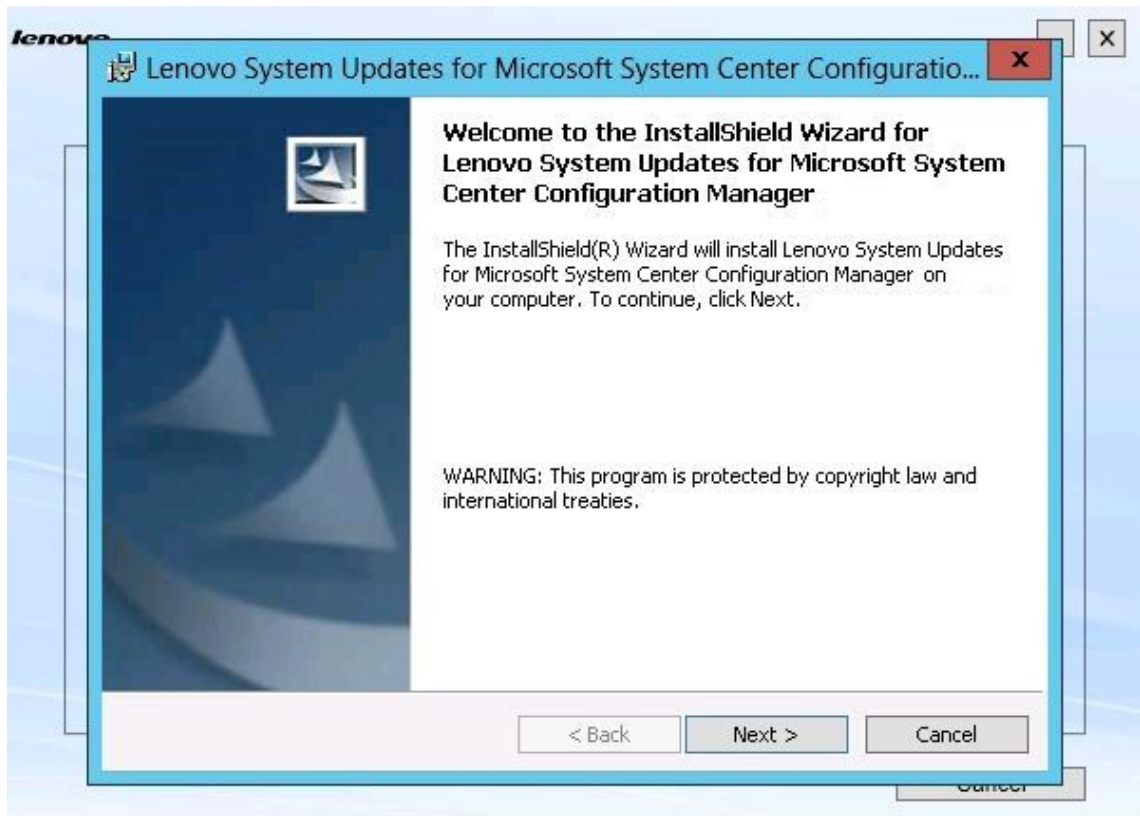 Lenovo System Updates for Microsoft System Center Configuratio...
Welcome to the InstallShield Wizard for
Lenovo System Updates for Microsoft System
Center Configuration Manager
The InstallShield(R) Wizard will install Lenovo System Updates
for Microsoft System Center Configuration Manager on
your computer. To continue, click Next.
WARNING: This program is protected by copyright law and
international treaties.
< Back
Next >
Cancel